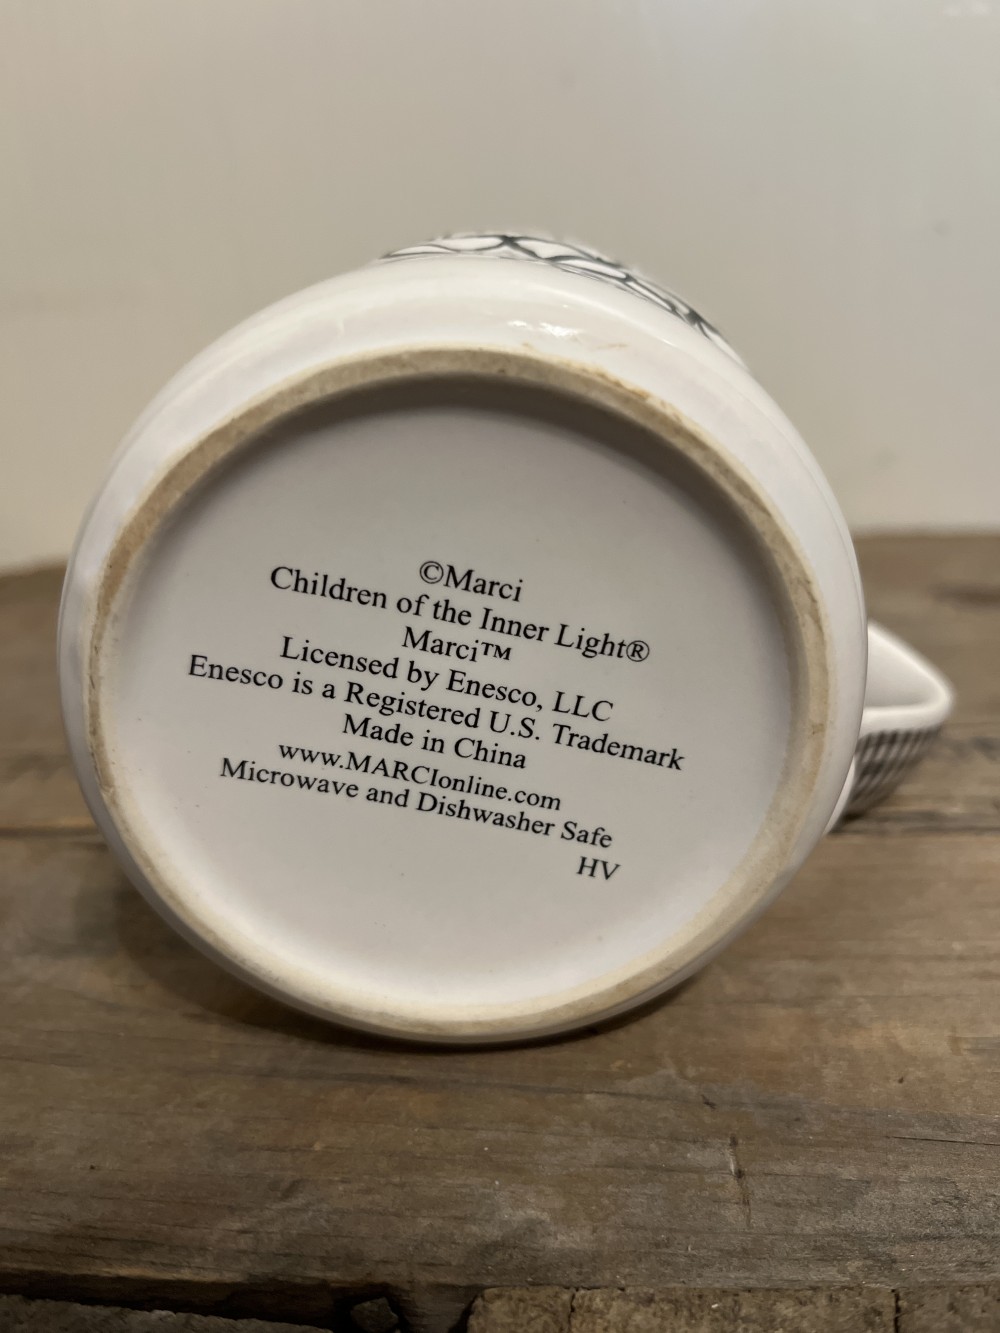 ©Marci
Children of the Inner Light®
Marci™
Licensed by Enesco, LLC
Enesco is a Registered U.S. Trademark
Made in China
www.MARCIonline.com
Microwave and Dishwasher Safe
HV